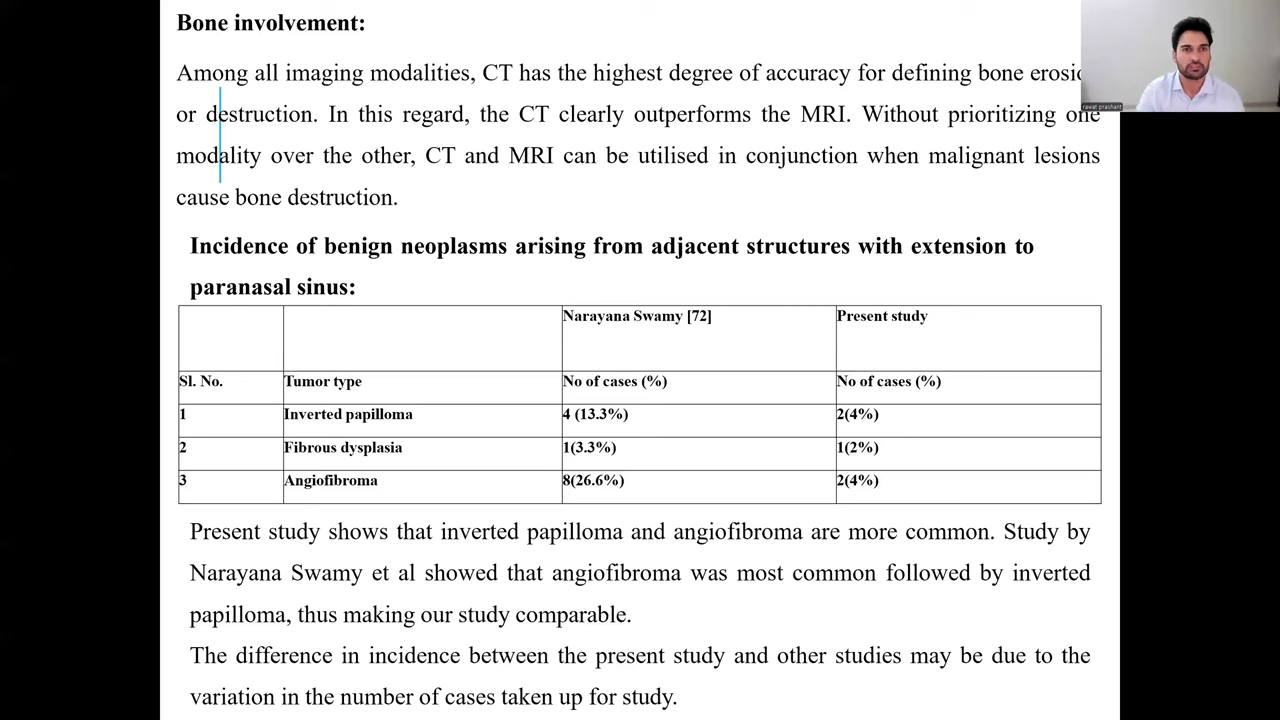 Bone involvement:
Among all imaging modalities, CT has the highest degree of accuracy for defining bone
or destruction. In this regard, the CT clearly outperforms the MRI. Without prioritizing one
modality over the other, CT and MRI can be utilised in conjunction when malignant lesions
cause bone destruction.
rawat prashant
Incidence of benign neoplasms arising from adjacent structures with extension to
paranasal sinus:
Narayana Swamy [72] Present study
Sl. No. Tumor type No of cases (%) No of cases (%)
1 Inverted papilloma 4 (13.3%) 2(4%)
2 Fibrous dysplasia 1(3.3%) 1(2%)
3 Angiofibroma 8(26.6%) 2(4%)
Present study shows that inverted papilloma and angiofibroma are more common. Study by
Narayana Swamy et al showed that angiofibroma was most common followed by inverted
papilloma, thus making our study comparable.
The difference in incidence between the present study and other studies may be due to the
variation in the number of cases taken up for study.